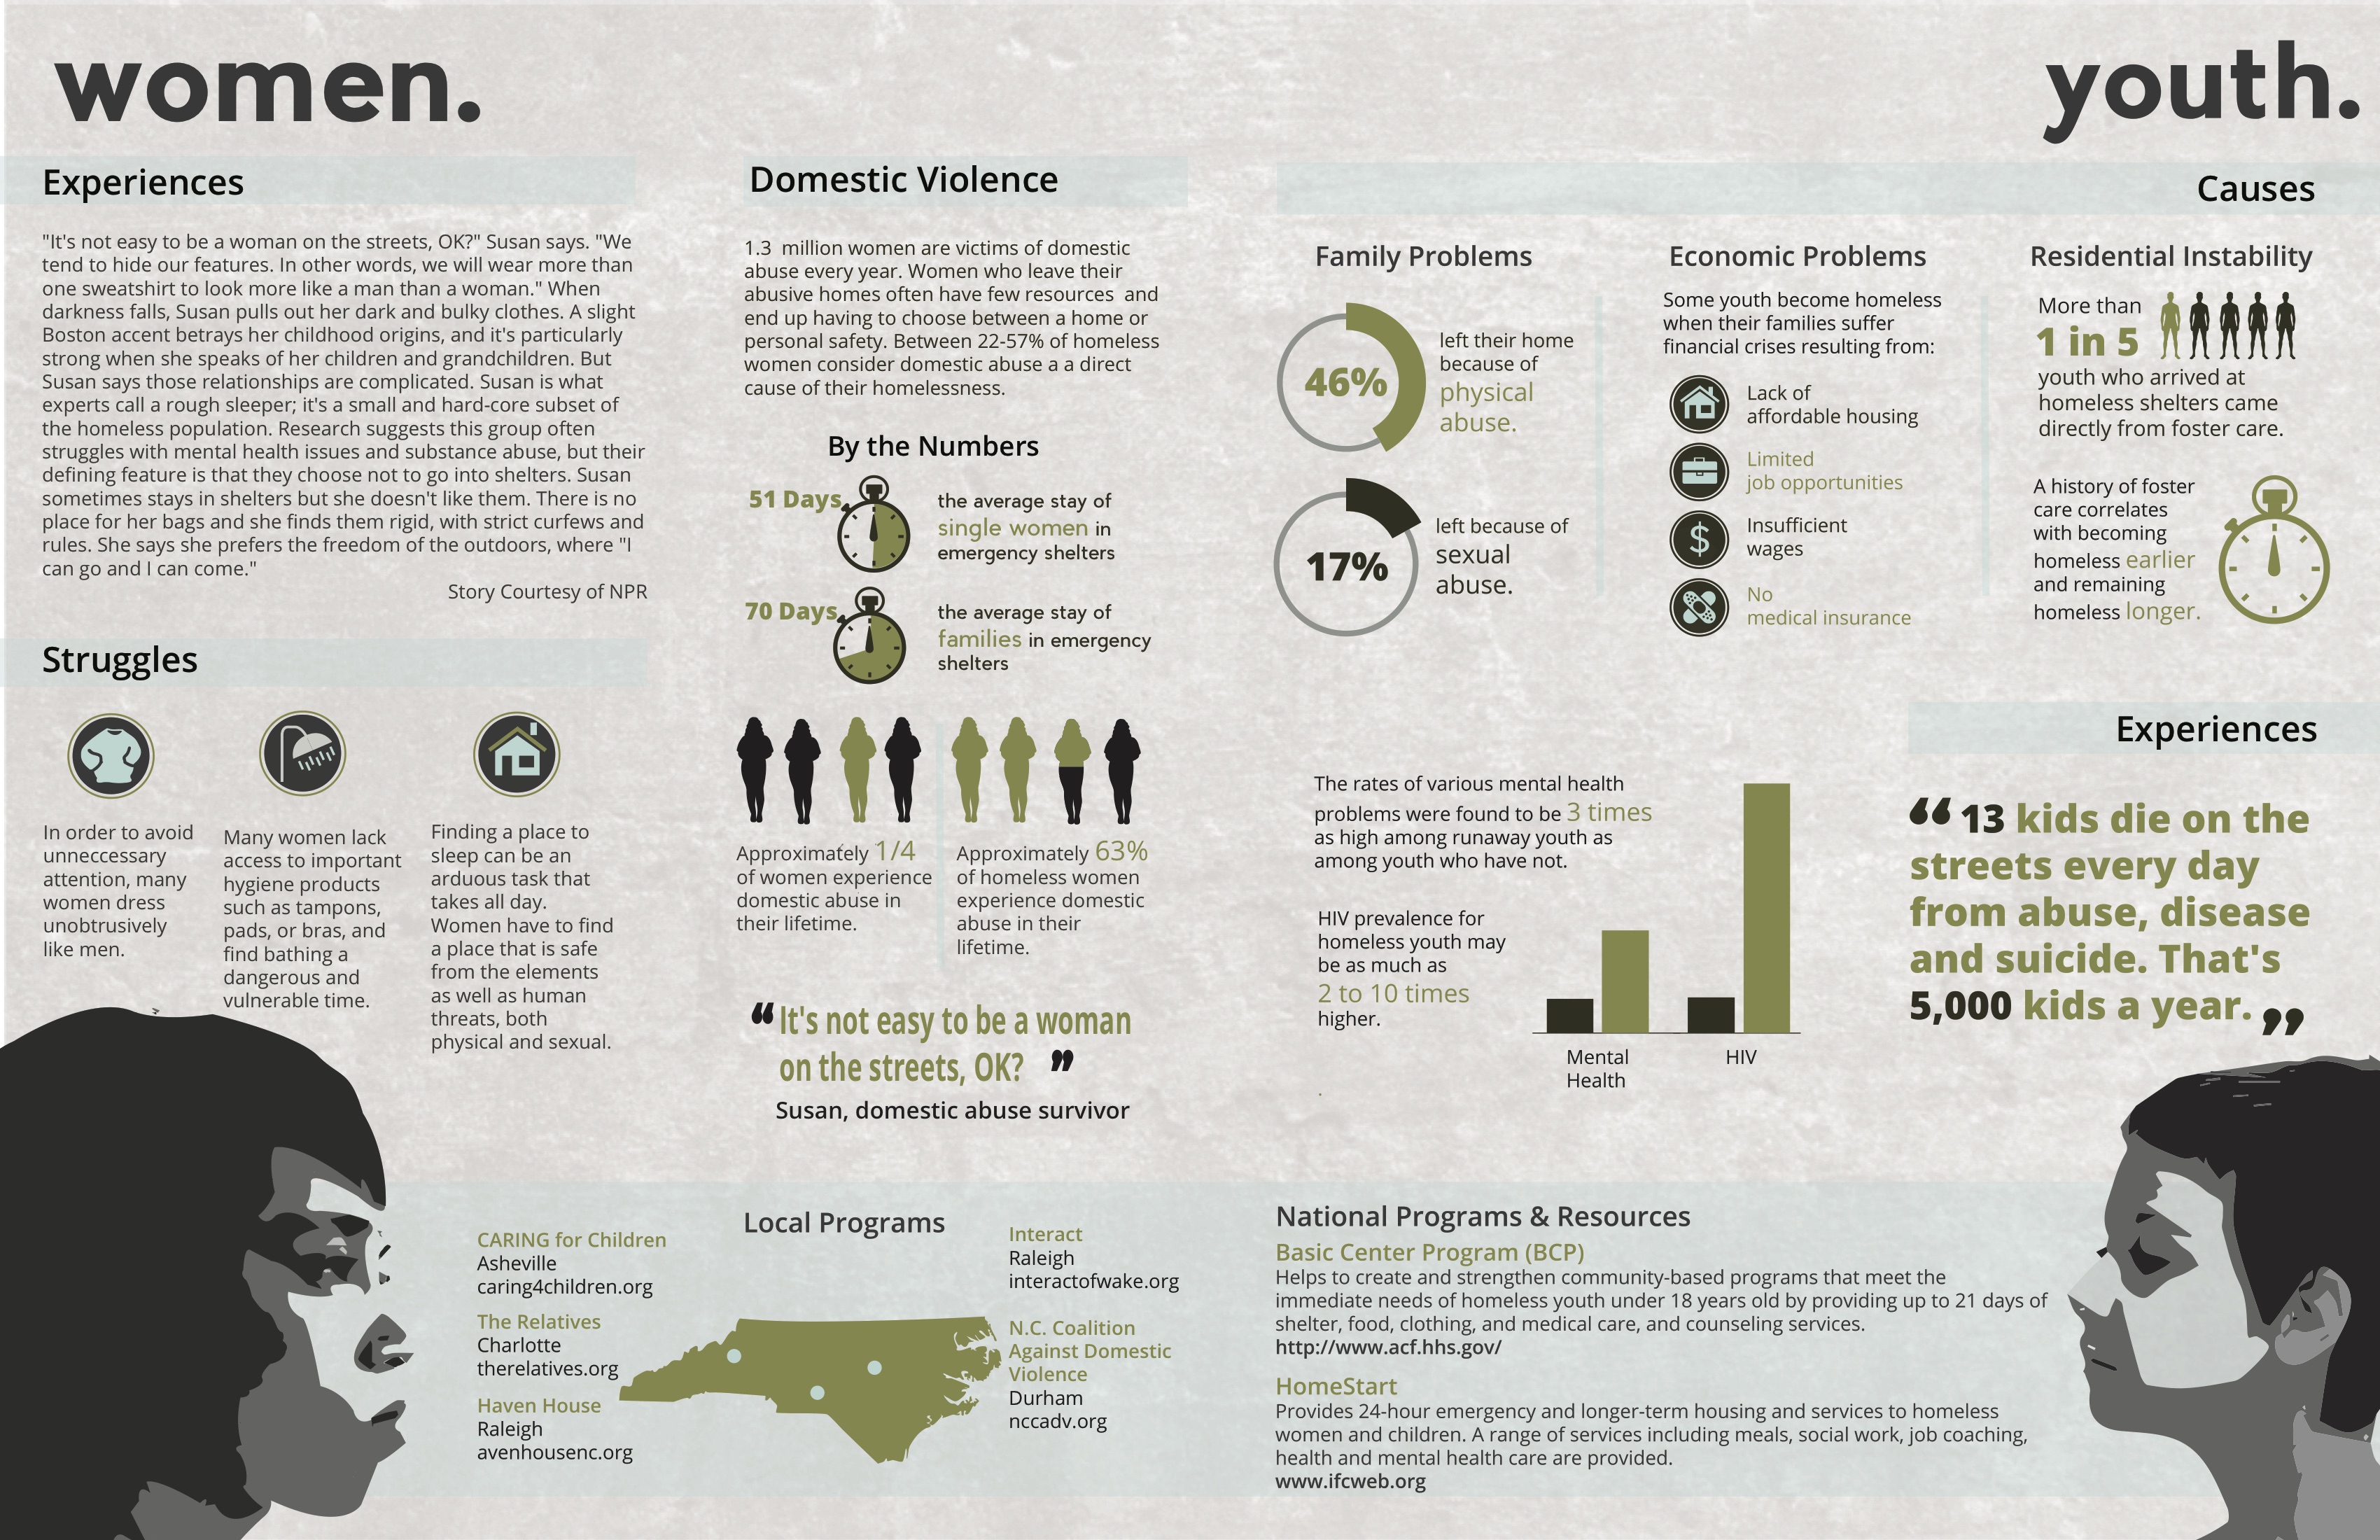 women.
youth.
Experiences
"It's not easy to be a woman on the streets, OK?" Susan says. "We
tend to hide our features. In other words, we will wear more than
one sweatshirt to look more like a man than a woman." When
darkness falls, Susan pulls out her dark and bulky clothes. A slight
Boston accent betrays her childhood origins, and it's particularly
strong when she speaks of her children and grandchildren. But
Susan says those relationships are complicated. Susan is what
experts call a rough sleeper; it's a small and hard-core subset of
the homeless population. Research suggests this group often
struggles with mental health issues and substance abuse, but their
defining feature is that they choose not to go into shelters. Susan
sometimes stays in shelters but she doesn't like them. There is no
place for her bags and she finds them rigid, with strict curfews and
rules. She says she prefers the freedom of the outdoors, where "I
can go and I can come."
Story Courtesy of NPR
Struggles
In order to avoid
unneccessary
attention, many
women dress
unobtrusively
like men.
Many women lack
access to important
hygiene products
such as tampons,
pads, or bras, and
find bathing a
dangerous and
vulnerable time.
Finding a place to
sleep can be an
arduous task that
takes all day.
Women have to find
a place that is safe
from the elements
as well as human
threats, both
physical and sexual.
Domestic Violence
1.3 million women are victims of domestic
abuse every year. Women who leave their
abusive homes often have few resources and
end up having to choose between a home or
personal safety. Between 22-57% of homeless
women consider domestic abuse a a direct
cause of their homelessness.
By the Numbers
51 Days
the average stay of
single women in
emergency shelters
70 Days
the average stay of
families in emergency
shelters
Approximately 1/4
of women experience
domestic abuse in
their lifetime.
Approximately 63%
of homeless women
experience domestic
abuse in their
lifetime.
“It's not easy to be a woman
on the streets, OK? ”
Susan, domestic abuse survivor
Causes
Family Problems
46%
left their home
because of
physical
abuse.
17%
left because of
sexual
abuse.
Economic Problems
Some youth become homeless
when their families suffer
financial crises resulting from:
Lack of
affordable housing
Limited
job opportunities
$
Insufficient
wages
No
medical insurance
Residential Instability
More than
1 in 5
youth who arrived at
homeless shelters came
directly from foster care.
A history of foster
care correlates
with becoming
homeless earlier
and remaining
homeless longer.
The rates of various mental health
problems were found to be 3 times
as high among runaway youth as
among youth who have not.
HIV prevalence for
homeless youth may
be as much as
2 to 10 times
higher.
Mental
Health
HIV
Experiences
“ 13 kids die on the
streets every day
from abuse, disease
and suicide. That's
5,000 kids a year. ”
Local Programs
CARING for Children
Asheville
caring4children.org
The Relatives
Charlotte
therelatives.org
Haven House
Raleigh
avenhousenc.org
Interact
Raleigh
interactofwake.org
N.C. Coalition
Against Domestic
Violence
Durham
nccadv.org
National Programs & Resources
Basic Center Program (BCP)
Helps to create and strengthen community-based programs that meet the
immediate needs of homeless youth under 18 years old by providing up to 21 days of
shelter, food, clothing, and medical care, and counseling services.
http://www.acf.hhs.gov/
HomeStart
Provides 24-hour emergency and longer-term housing and services to homeless
women and children. A range of services including meals, social work, job coaching,
health and mental health care are provided.
www.ifcweb.org